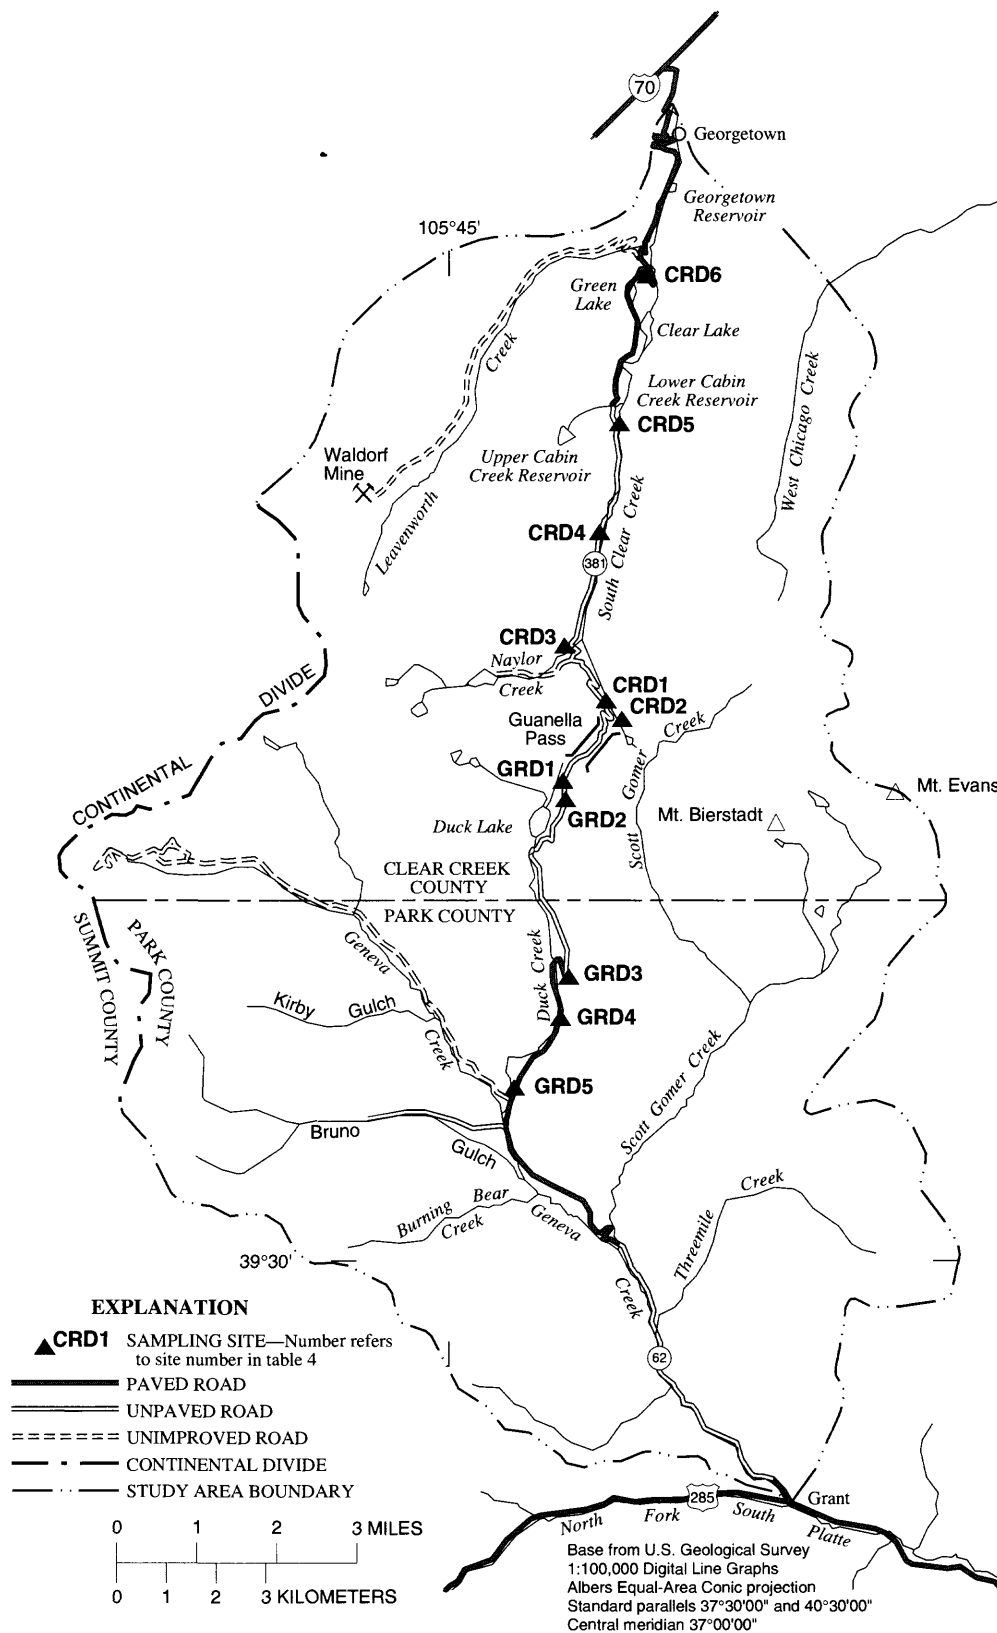 70
Georgetown
Georgetown
Reservoir
105°45'
CRD6
Green
Lake
Clear Lake
Creek
Lower Cabin
Creek Reservoir
CRD5
West Chicago Creek
Upper Cabin
Creek Reservoir
Waldorf
Mine
Leavenworth
CRD4
South Clear Creek
381
CRD3
Naylor
Creek
DIVIDE
CRD1
CRD2
Guanella
Pass
Creek
Gomer
Scott
CONTINENTAL
GRD1
GRD2
Mt. Evans
Mt. Bierstadt
Duck Lake
CLEAR CREEK
COUNTY
PARK COUNTY
SUMMIT COUNTY
PARK COUNTY
Geneva
Creek
Duck Creek
GRD3
Kirby Gulch
GRD4
GRD5
Scott Gomer Creek
Bruno
Gulch
Burning Bear
Creek
Geneva
Creek
Threemile
Creek
39°30'
62
EXPLANATION
CRD1 SAMPLING SITE—Number refers
to site number in table 4
PAVED ROAD
UNPAVED ROAD
UNIMPROVED ROAD
CONTINENTAL DIVIDE
STUDY AREA BOUNDARY
0 1 2 3 MILES
0 1 2 3 KILOMETERS
285
Grant
North Fork South Platte
Base from U.S. Geological Survey
1:100,000 Digital Line Graphs
Albers Equal-Area Conic projection
Standard parallels 37°30'00" and 40°30'00"
Central meridian 37°00'00"